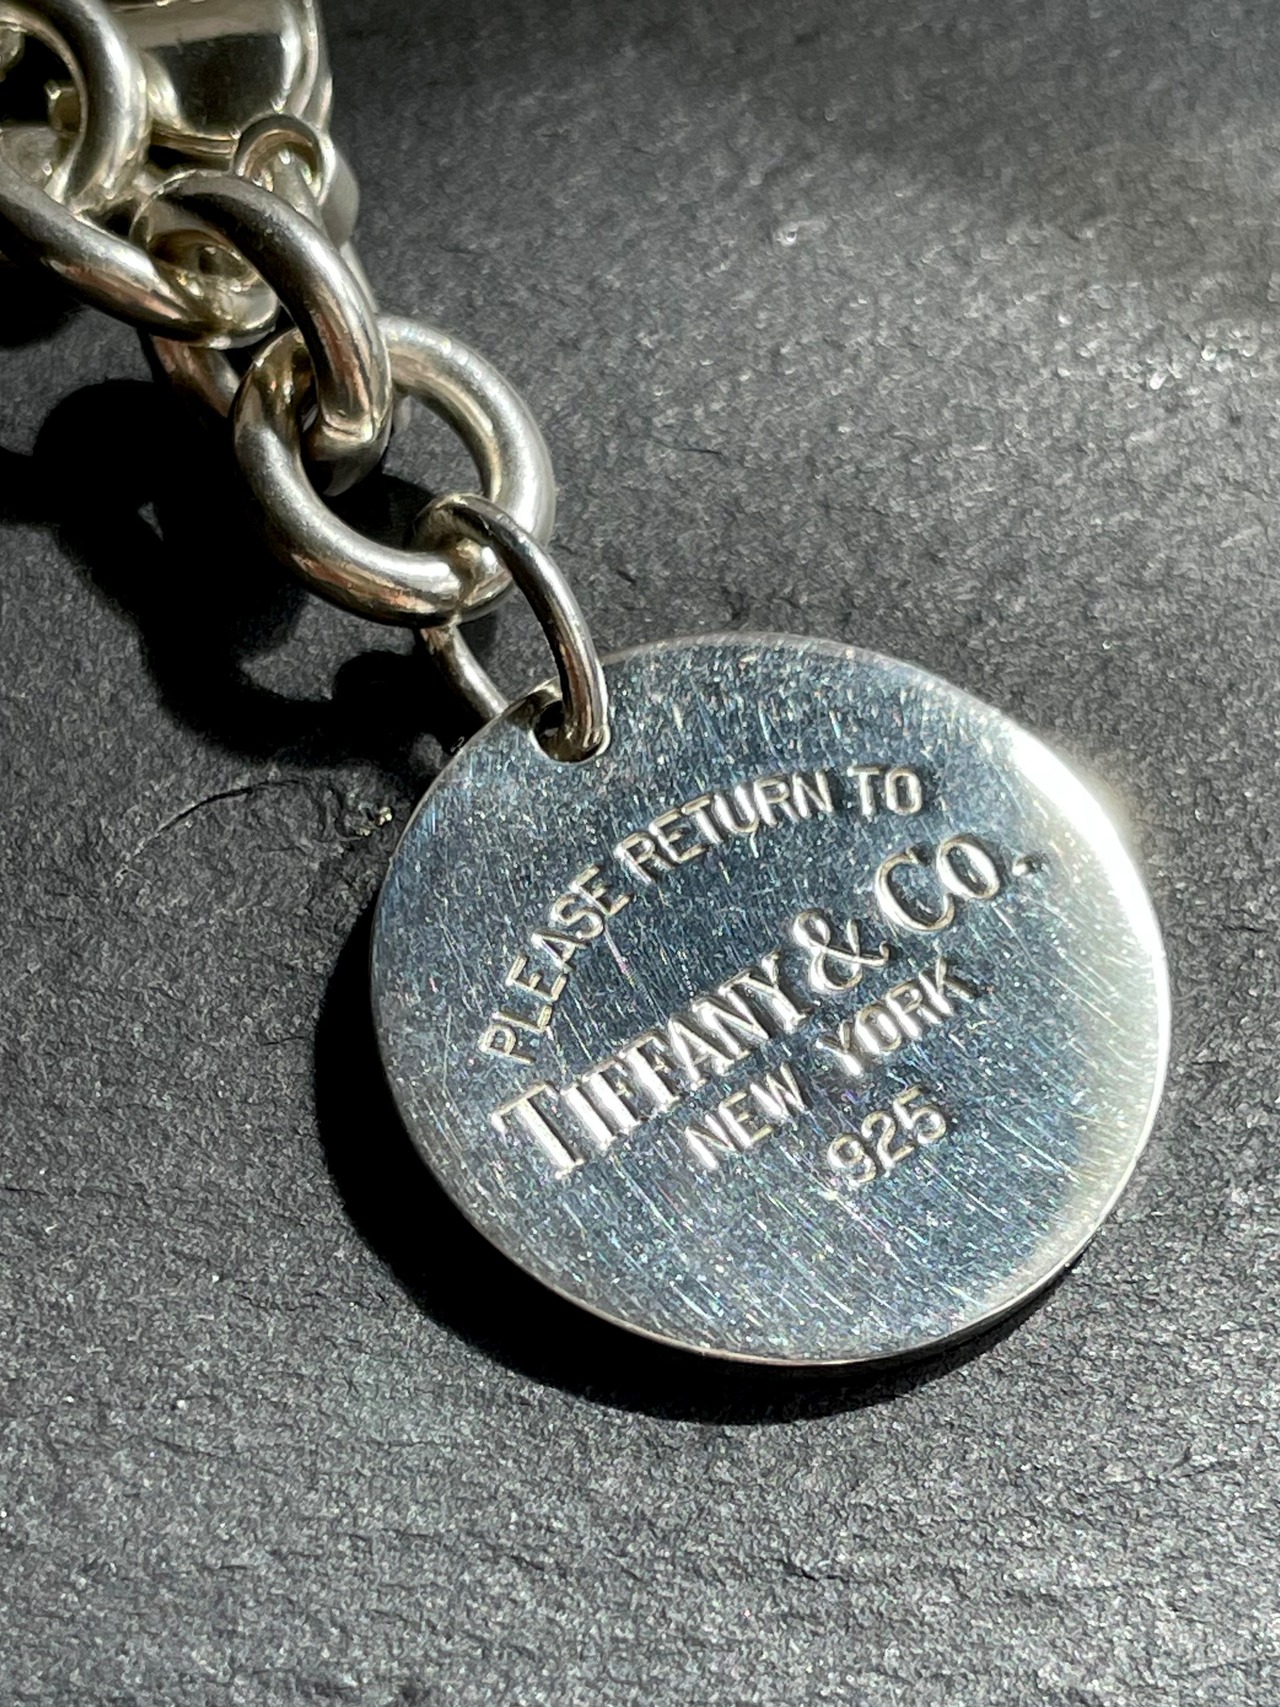 PLEASE RETURN TO
TIFFANY & CO.
NEW YORK
925